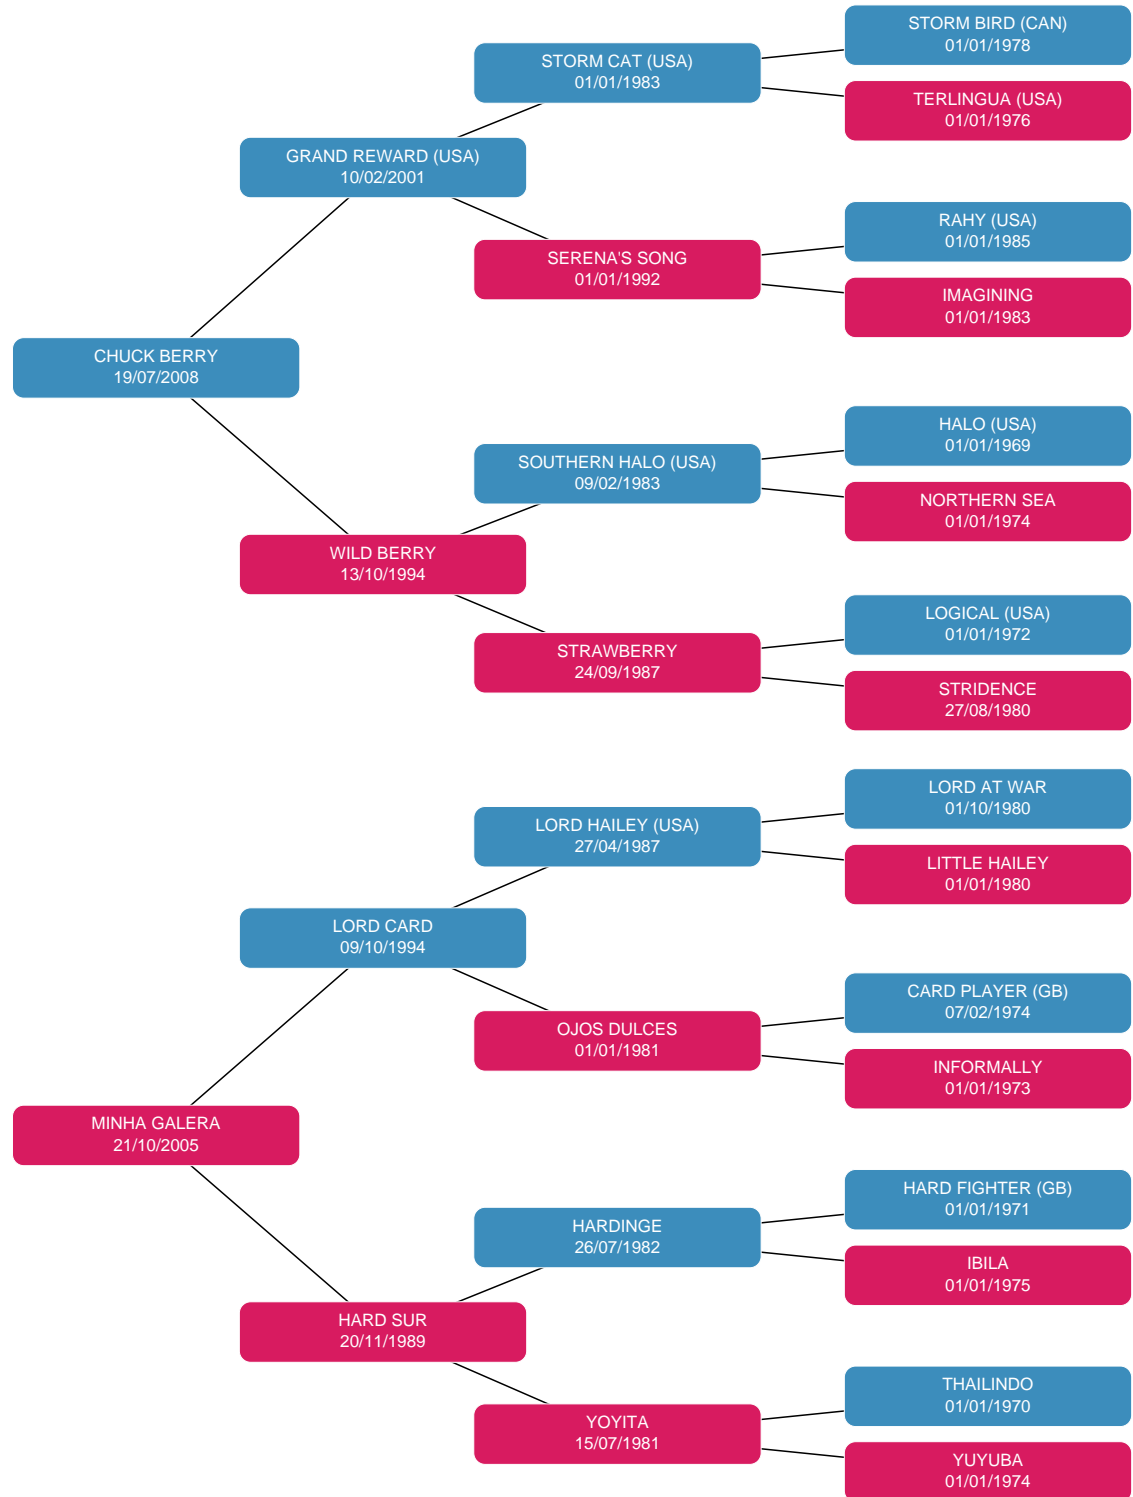 STORM BIRD (CAN)
01/01/1978
STORM CAT (USA)
01/01/1983
TERLINGUA (USA)
01/01/1976
GRAND REWARD (USA)
10/02/2001
RAHY (USA)
01/01/1985
SERENA'S SONG
01/01/1992
IMAGINING
01/01/1983
CHUCK BERRY
19/07/2008
HALO (USA)
01/01/1969
SOUTHERN HALO (USA)
09/02/1983
NORTHERN SEA
01/01/1974
WILD BERRY
13/10/1994
LOGICAL (USA)
01/01/1972
STRAWBERRY
24/09/1987
STRIDENCE
27/08/1980
LORD AT WAR
01/10/1980
LORD HAILEY (USA)
27/04/1987
LITTLE HAILEY
01/01/1980
LORD CARD
09/10/1994
CARD PLAYER (GB)
07/02/1974
OJOS DULCES
01/01/1981
INFORMALLY
01/01/1973
MINHA GALERA
21/10/2005
HARD FIGHTER (GB)
01/01/1971
HARDINGE
26/07/1982
IBILA
01/01/1975
HARD SUR
20/11/1989
THAILINDO
01/01/1970
YOYITA
15/07/1981
YUYUBA
01/01/1974